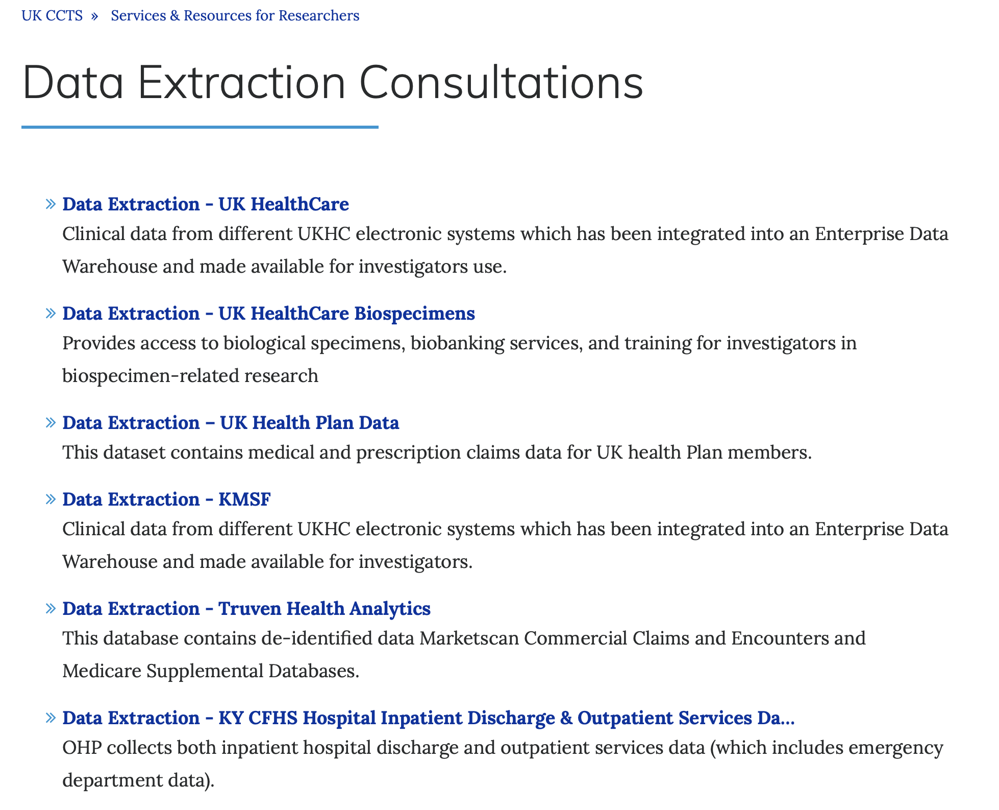 UK CCTS » Services & Resources for Researchers
Data Extraction Consultations
» Data Extraction - UK HealthCare
Clinical data from different UKHC electronic systems which has been integrated into an Enterprise Data
Warehouse and made available for investigators use.
» Data Extraction - UK HealthCare Biospecimens
Provides access to biological specimens, biobanking services, and training for investigators in
biospecimen-related research
» Data Extraction – UK Health Plan Data
This dataset contains medical and prescription claims data for UK health Plan members.
» Data Extraction - KMSF
Clinical data from different UKHC electronic systems which has been integrated into an Enterprise Data
Warehouse and made available for investigators.
» Data Extraction - Truven Health Analytics
This database contains de-identified data Marketscan Commercial Claims and Encounters and
Medicare Supplemental Databases.
» Data Extraction - KY CFHS Hospital Inpatient Discharge & Outpatient Services Da...
OHP collects both inpatient hospital discharge and outpatient services data (which includes emergency
department data).